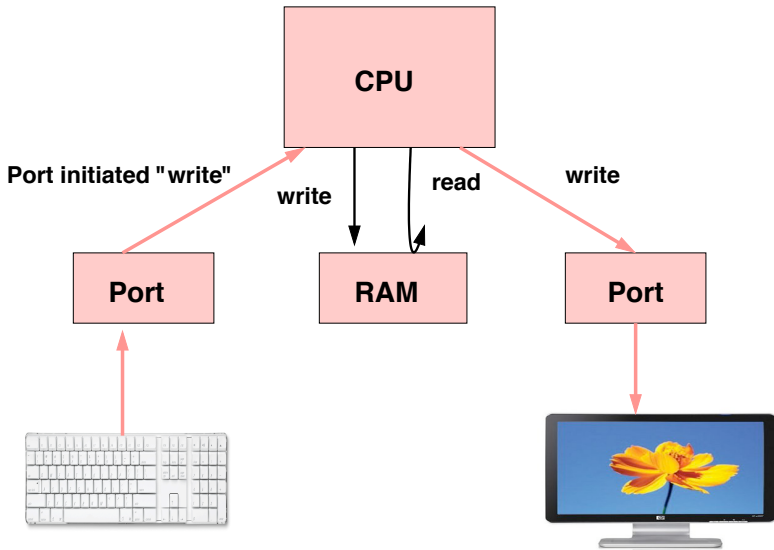 CPU
Port initiated "write"
write
read
write
Port
RAM
Port